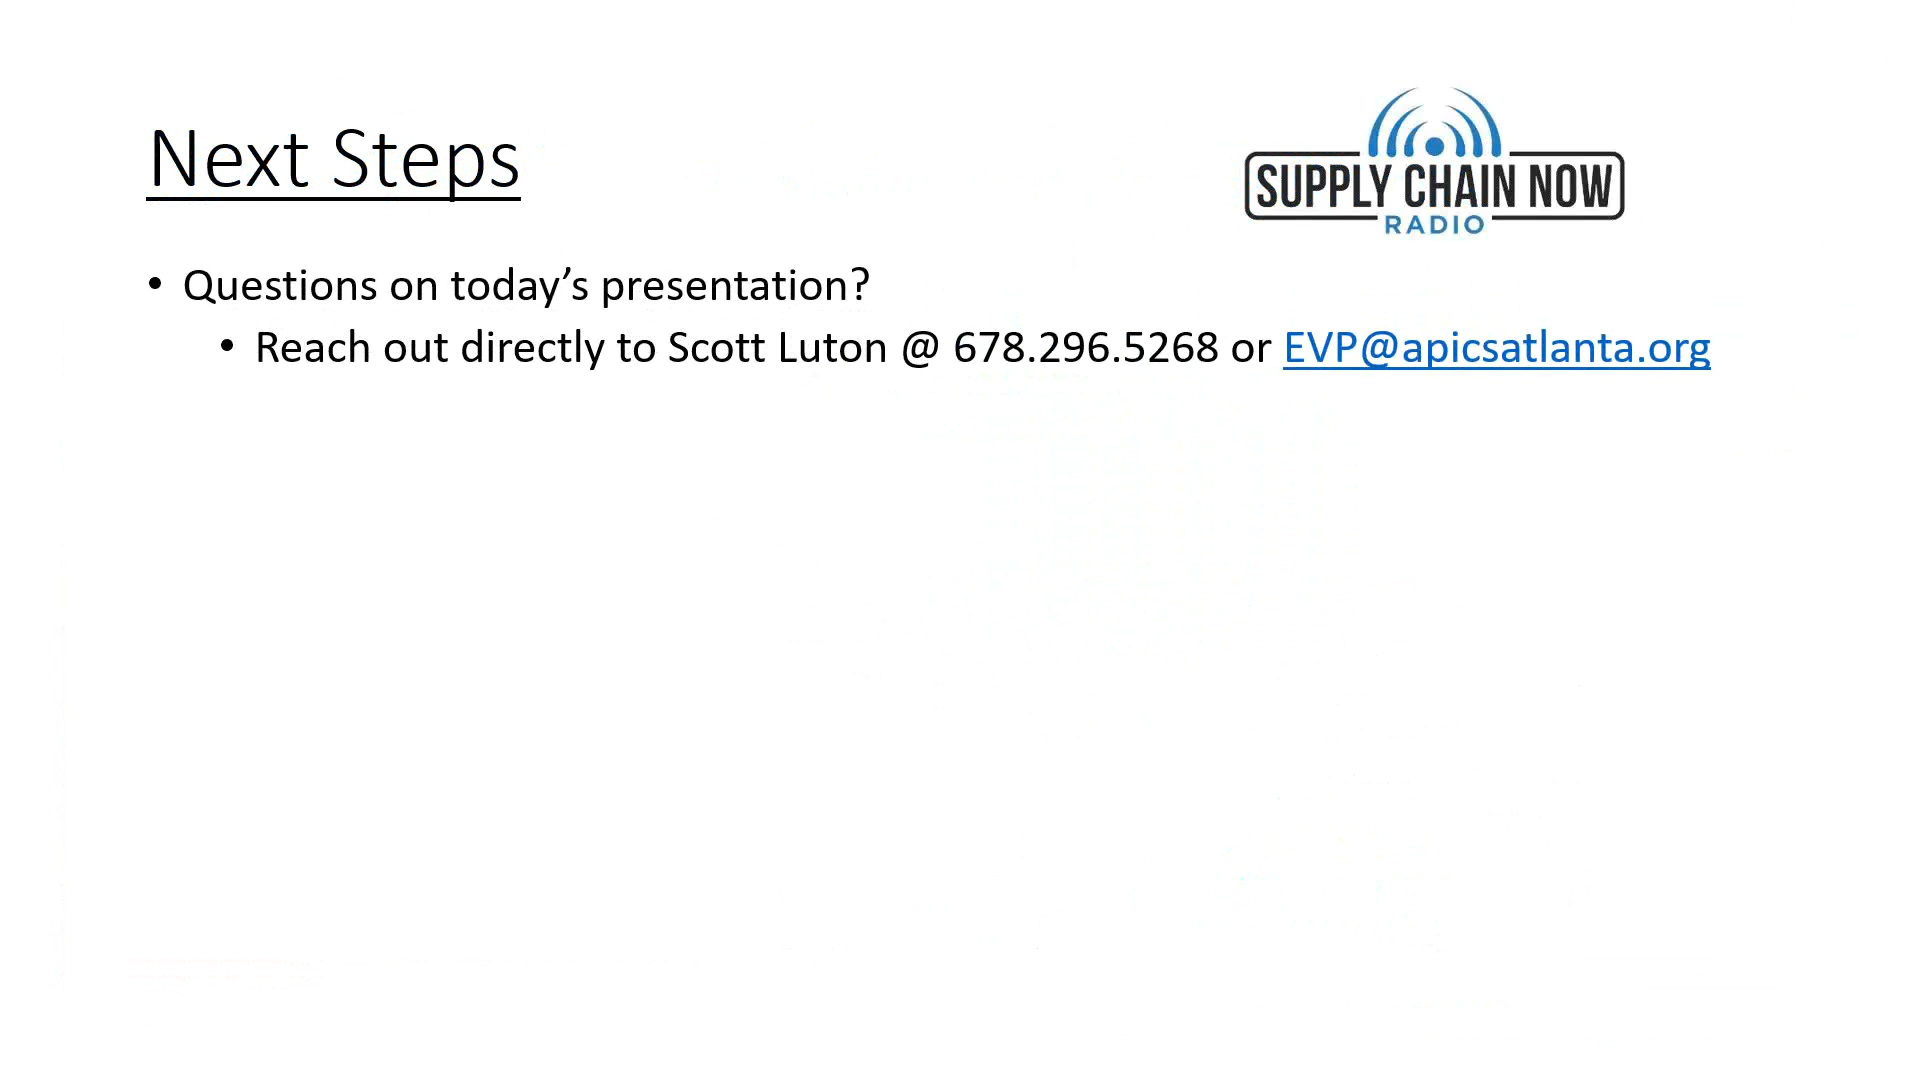 Next Steps
SUPPLY CHAIN NOW
RADIO
• Questions on today’s presentation?
• Reach out directly to Scott Luton @ 678.296.5268 or EVP@apicsatlanta.org